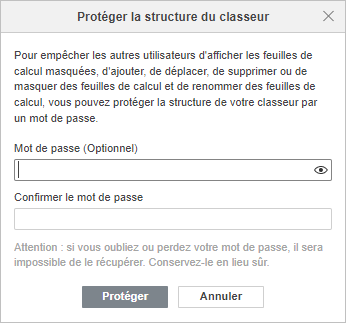 Protéger la structure du classeur
Pour empêcher les autres utilisateurs d'afficher les feuilles de
calcul masquées, d'ajouter, de déplacer, de supprimer ou de
masquer des feuilles de calcul et de renommer des feuilles de
calcul, vous pouvez protéger la structure de votre classeur par
un mot de passe.
Mot de passe (Optionnel)
Confirmer le mot de passe
Attention : si vous oubliez ou perdez votre mot de passe, il sera
impossible de le récupérer. Conservez-le en lieu sûr.
Protéger Annuler